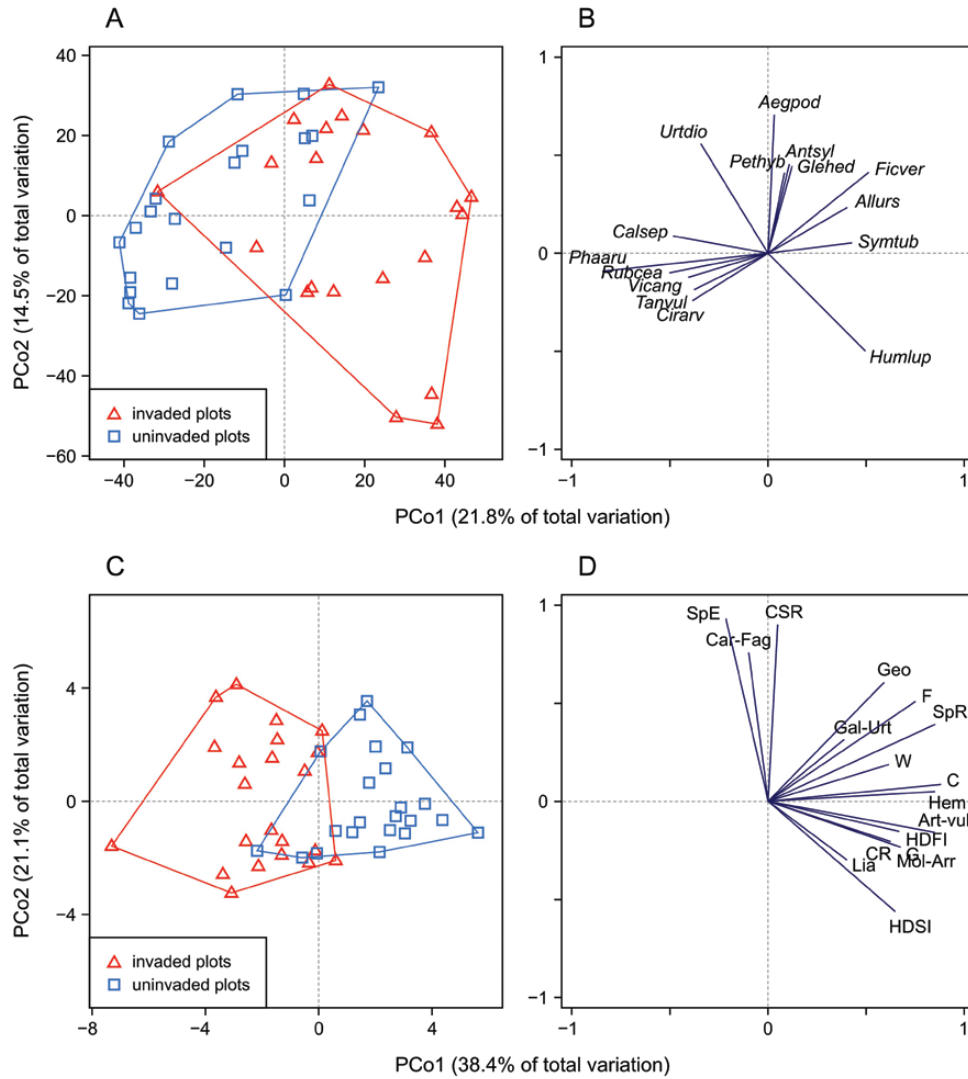 A
B
40
20
0
−20
−40
−60
PCo2 (14.5% of total variation)
invaded plots
uninvaded plots
−40
−20
0
20
40
1
0
−1
Aegpod
Urtdio
Antsyl
Pethyb
Glehed
Ficver
Allurs
Calsep
Symtub
Phaaru
Rubcea
Vicang
Tanvul
Cirarv
Humlup
−1
0
1
PCo1 (21.8% of total variation)
C
D
4
0
−4
PCo2 (21.1% of total variation)
invaded plots
uninvaded plots
−8
−4
0
4
1
0
−1
SpE
CSR
Car-Fag
Geo
F
SpR
Gal-Urt
W
C
Hem
Art-vul
HDFI
CR
Lia
Mol-Arr
HDSI
−1
0
1
PCo1 (38.4% of total variation)